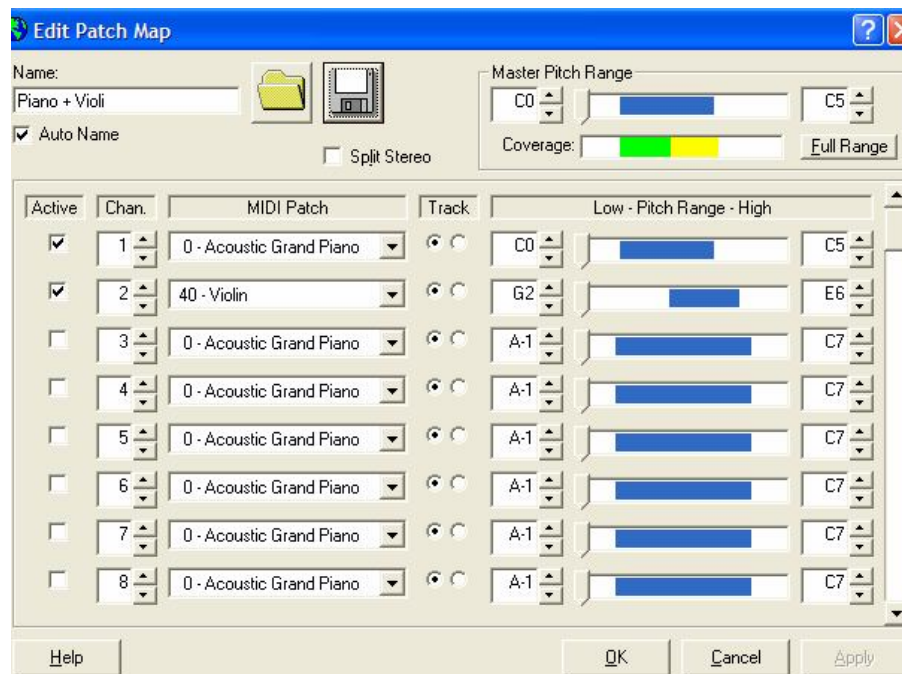 Edit Patch Map
Name:
Piano + Violi
Auto Name
Split Stereo
Master Pitch Range
C0 C5
Coverage: Full Range
Active Chan. MIDI Patch Track Low - Pitch Range - High
1 0 - Acoustic Grand Piano C0 C5
2 40 - Violin G2 E6
3 0 - Acoustic Grand Piano A-1 C7
4 0 - Acoustic Grand Piano A-1 C7
5 0 - Acoustic Grand Piano A-1 C7
6 0 - Acoustic Grand Piano A-1 C7
7 0 - Acoustic Grand Piano A-1 C7
8 0 - Acoustic Grand Piano A-1 C7
Help OK Cancel Apply